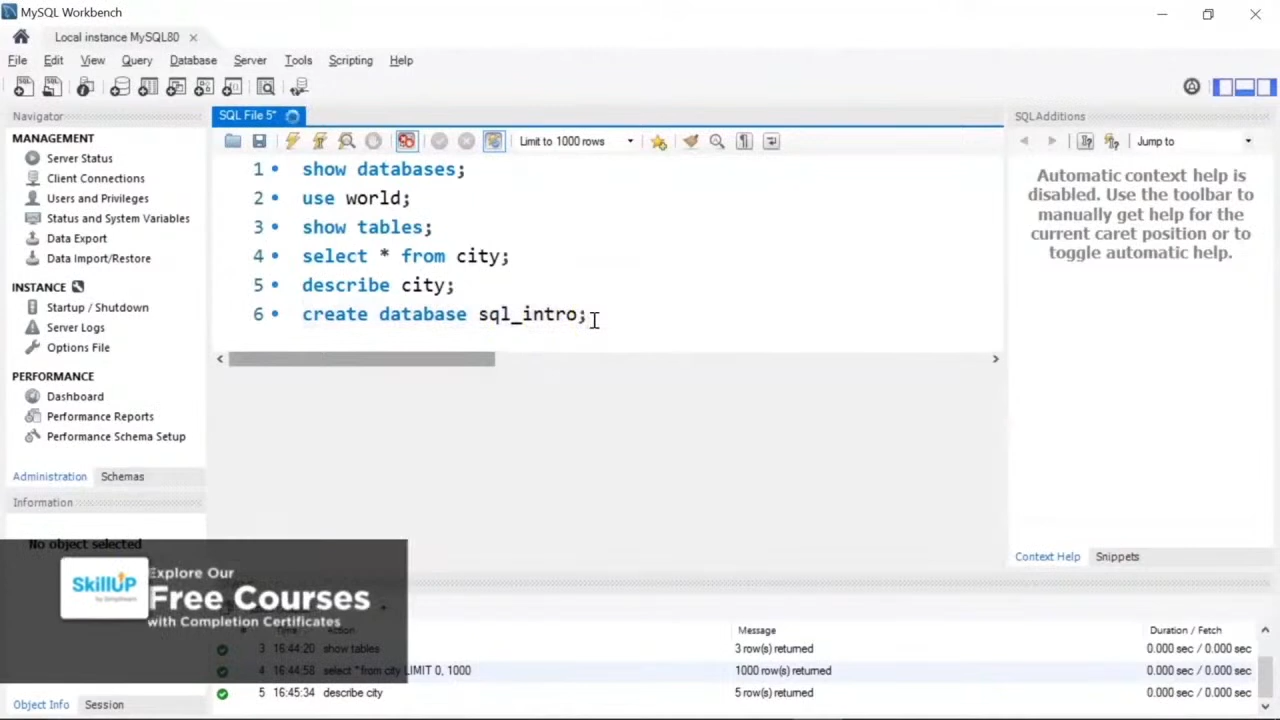 MySQL Workbench
Local instance MySQL80
File Edit View Query Database Server Tools Scripting Help
Navigator
MANAGEMENT
Server Status
Client Connections
Users and Privileges
Status and System Variables
Data Export
Data Import/Restore
INSTANCE
Startup / Shutdown
Server Logs
Options File
PERFORMANCE
Dashboard
Performance Reports
Performance Schema Setup
Administration Schemas
Information
No object selected
SkillUP
Explore Our
Free Courses
with Completion Certificates
Object Info Session
SQL File 5*
Limit to 1000 rows
1 show databases;
2 use world;
3 show tables;
4 select * from city;
5 describe city;
6 create database sql_intro;
# Time Action Message Duration / Fetch
3 16:44:20 show tables 3 row(s) returned 0.000 sec / 0.000 sec
4 16:44:58 select * from city LIMIT 0, 1000 1000 row(s) returned 0.000 sec / 0.000 sec
5 16:45:34 describe city 5 row(s) returned 0.000 sec / 0.000 sec
SQLAdditions
Jump to
Automatic context help is
disabled. Use the toolbar to
manually get help for the
current caret position or to
toggle automatic help.
Context Help Snippets